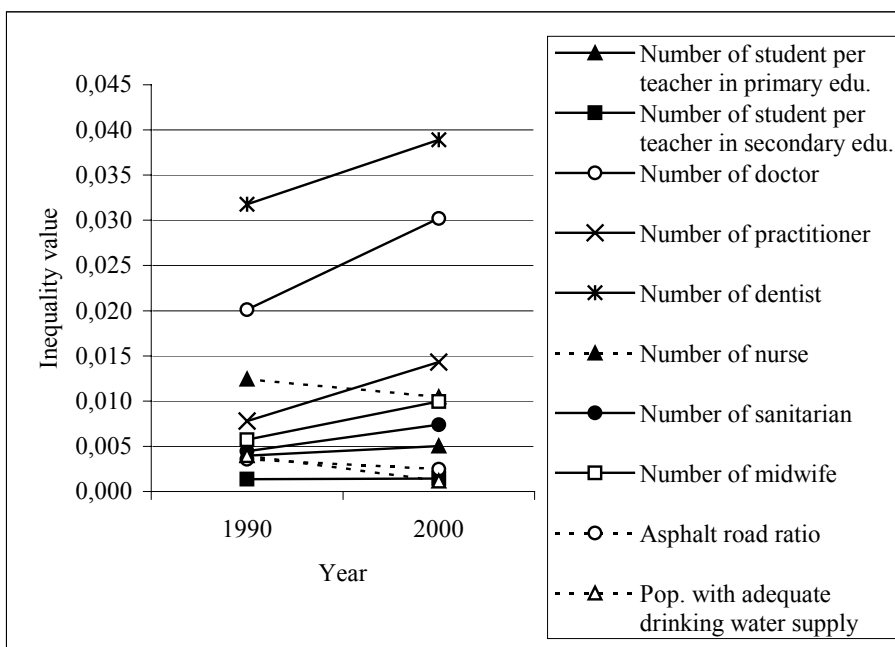 0,045
0,040
0,035
0,030
0,025
0,020
0,015
0,010
0,005
0,000
Inequality value
1990
2000
Year
Number of student per
teacher in primary edu.
Number of student per
teacher in secondary edu.
Number of doctor
Number of practitioner
Number of dentist
Number of nurse
Number of sanitarian
Number of midwife
Asphalt road ratio
Pop. with adequate
drinking water supply